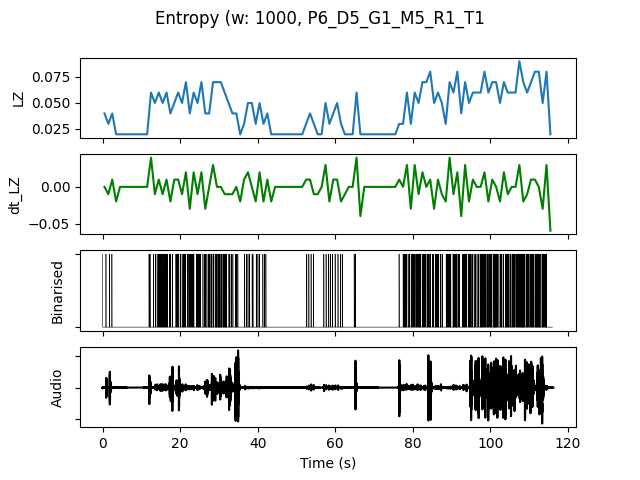 Entropy (w: 1000, P6_D5_G1_M5_R1_T1
0.075
0.050
0.025
LZ
0.00
−0.05
dt_LZ
Binarised
Audio
0 20 40 60 80 100 120
Time (s)